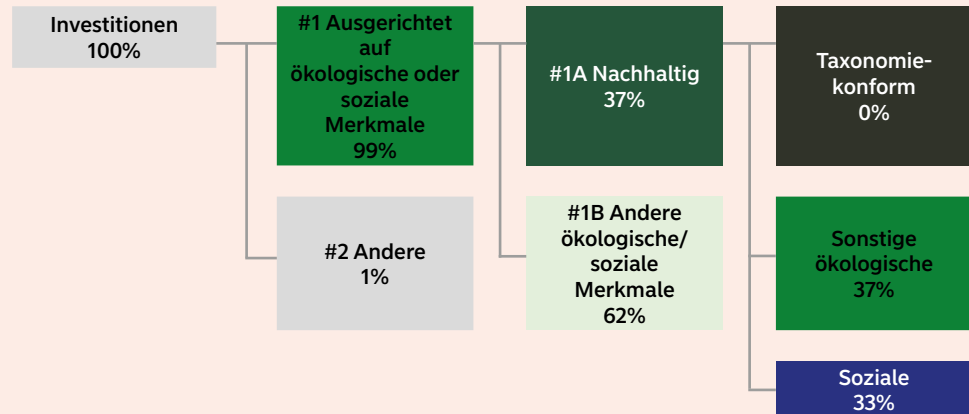 Investitionen
100%
#1 Ausgerichtet
auf
ökologische oder
soziale
Merkmale
99%
#2 Andere
1%
#1A Nachhaltig
37%
#1B Andere
ökologische/
soziale
Merkmale
62%
Taxonomie-
konform
0%
Sonstige
ökologische
37%
Soziale
33%